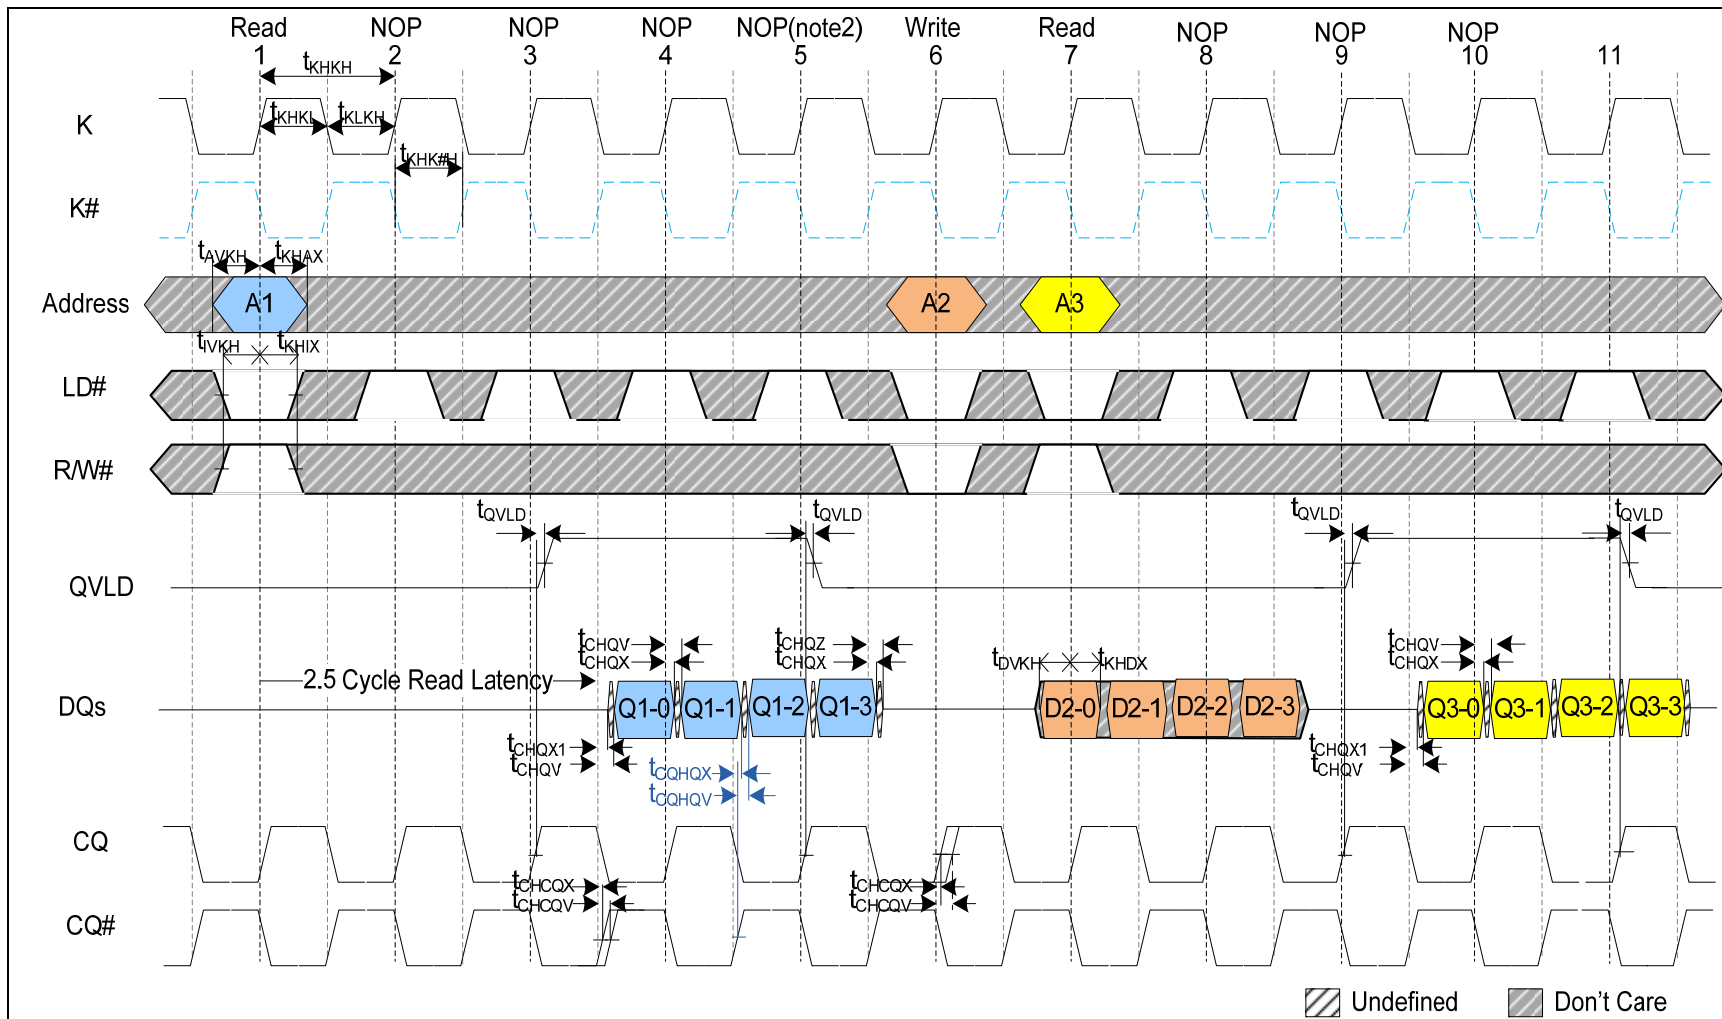 Read NOP NOP NOP NOP(note2) Write Read NOP NOP NOP
1 2 3 4 5 6 7 8 9 10 11
tKHKH
K
tKHKL tKLKH
tKHK#H
K#
tAVKH tKHAX
Address A1 A2 A3
tIVKH tKHIX
LD#
R/W#
tQVLD tQVLD tQVLD tQVLD
QVLD
tCHQV tCHQZ tCHQV
tCHQX tCHQX tDVKH tKHDX tCHQX
2.5 Cycle Read Latency
DQs Q1-0 Q1-1 Q1-2 Q1-3 D2-0 D2-1 D2-2 D2-3 Q3-0 Q3-1 Q3-2 Q3-3
tCHQX1 tCHQX1
tCHQV tCHQV
tCQHQX
tCQHQV
CQ
tCHCQX tCHCQX
tCHCQV tCHCQV
CQ#
Undefined Don't Care